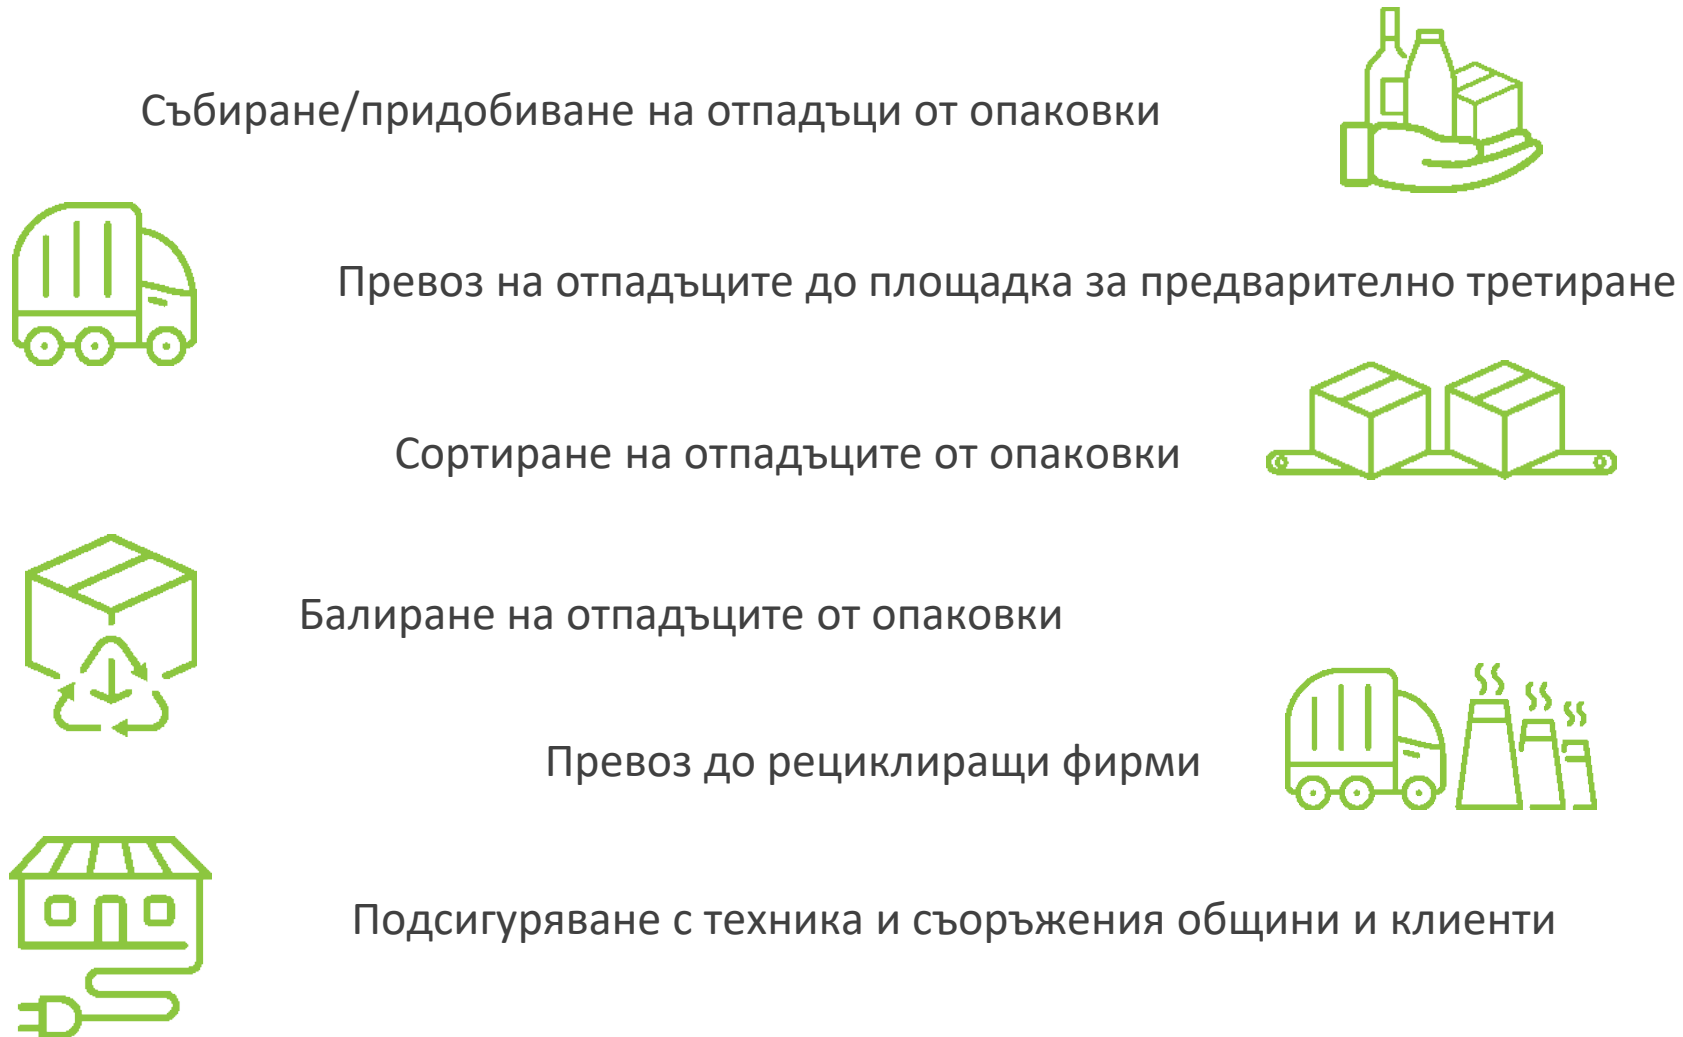 Събиране/придобиване на отпадъци от опаковки
Превоз на отпадъците до площадка за предварително третиране
Сортиране на отпадъците от опаковки
Балиране на отпадъците от опаковки
Превоз до рециклиращи фирми
Подсигуряване с техника и съоръжения общини и клиенти